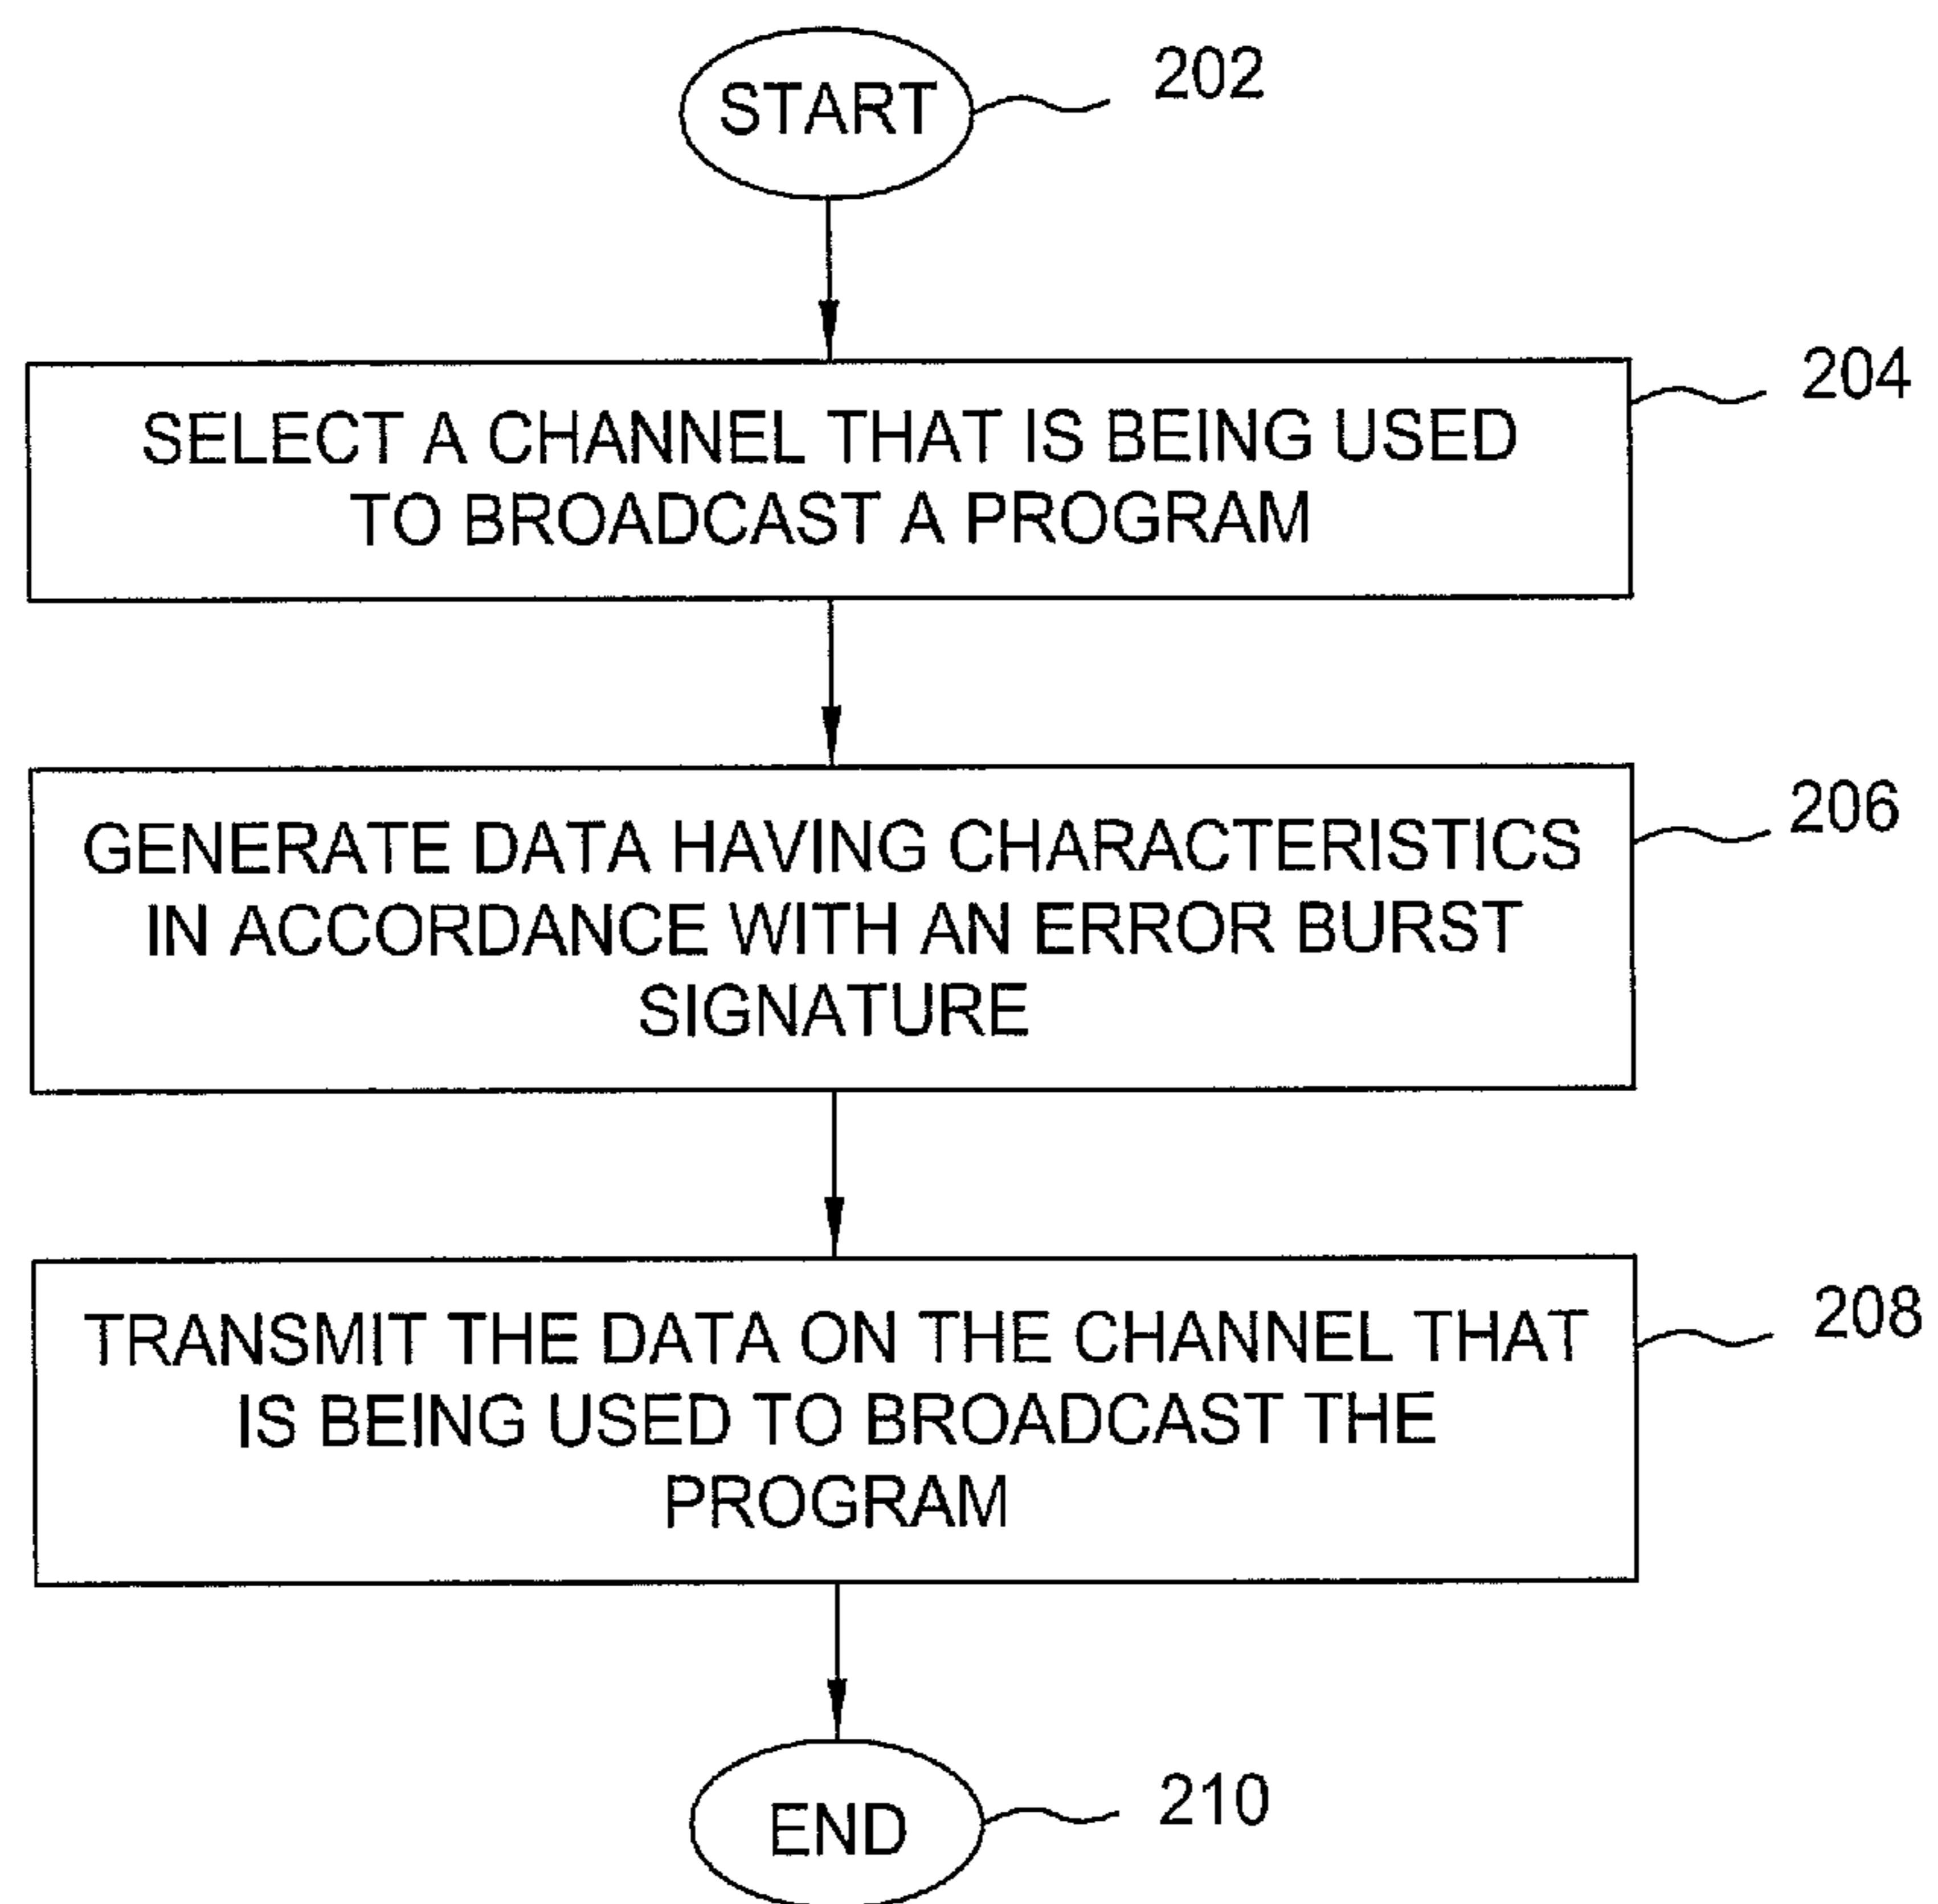 START
202
SELECT A CHANNEL THAT IS BEING USED
TO BROADCAST A PROGRAM
204
GENERATE DATA HAVING CHARACTERISTICS
IN ACCORDANCE WITH AN ERROR BURST
SIGNATURE
206
TRANSMIT THE DATA ON THE CHANNEL THAT
IS BEING USED TO BROADCAST THE
PROGRAM
208
END
210